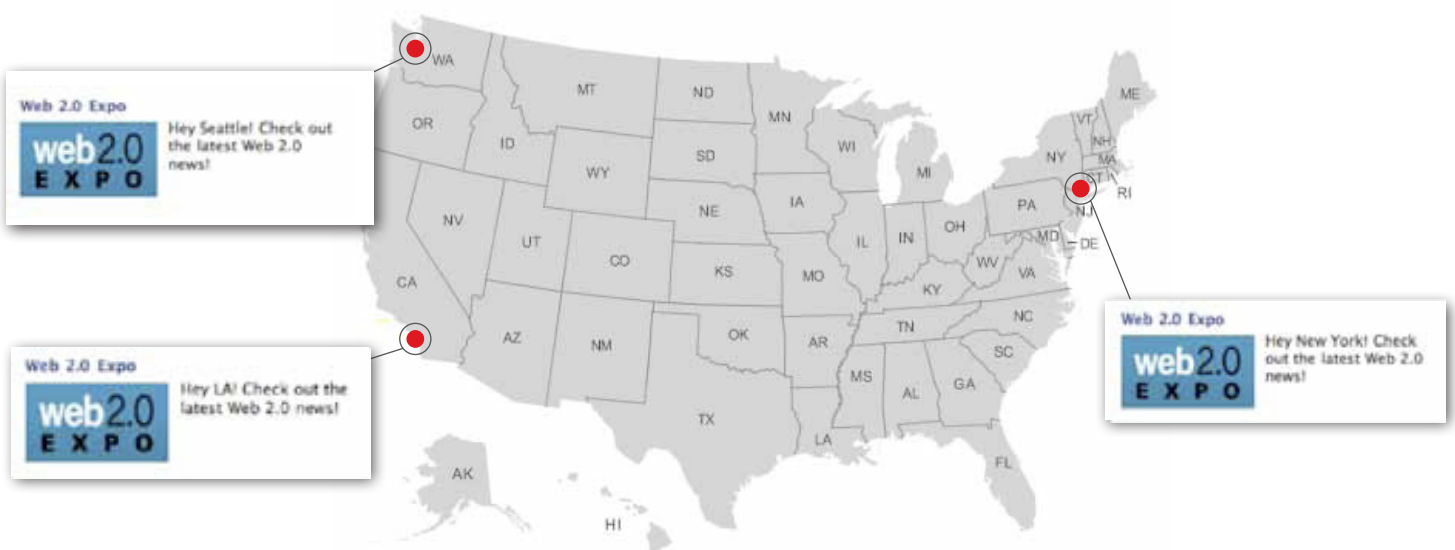 Web 2.0 Expo
web2.0
EXPO
Hey Seattle! Check out
the latest Web 2.0
news!
Web 2.0 Expo
web2.0
EXPO
Hey LA! Check out the
latest Web 2.0 news!
WA
OR
ID
MT
ND
MN
WY
SD
WI
MI
NV
UT
CO
NE
IA
IL
IN
OH
PA
NY
VT
NH
ME
MA
CT
RI
NJ
MD
DE
WV
VA
CA
AZ
NM
KS
MO
KY
OK
AR
TN
NC
SC
MS
AL
GA
TX
LA
FL
AK
HI
Web 2.0 Expo
web2.0
EXPO
Hey New York! Check
out the latest Web 2.0
news!